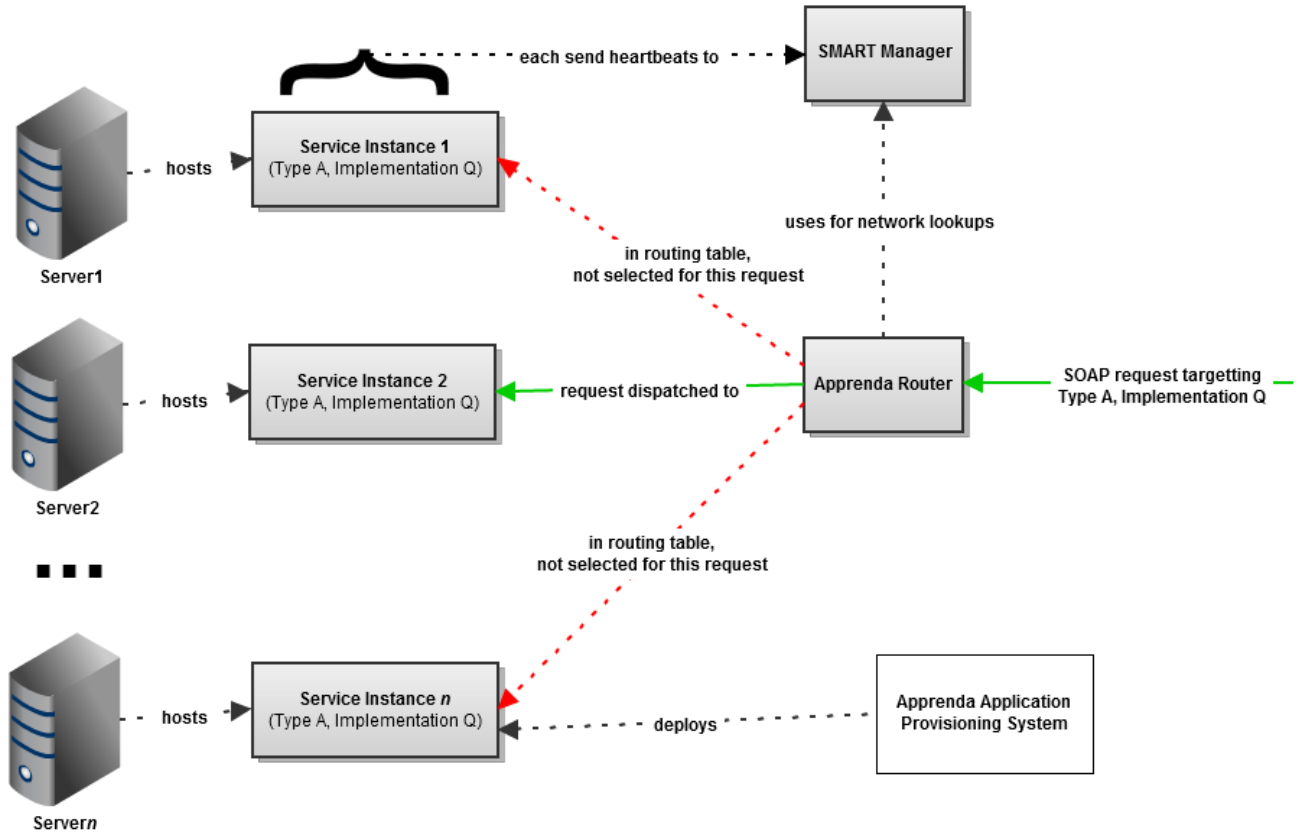 each send heartbeats to
SMART Manager
Service Instance 1
(Type A, Implementation Q)
hosts
Server1
uses for network lookups
in routing table,
not selected for this request
Service Instance 2
(Type A, Implementation Q)
hosts
Server2
request dispatched to
Apprenda Router
SOAP request targetting
Type A, Implementation Q
in routing table,
not selected for this request
Service Instance n
(Type A, Implementation Q)
hosts
Servern
deploys
Apprenda Application
Provisioning System